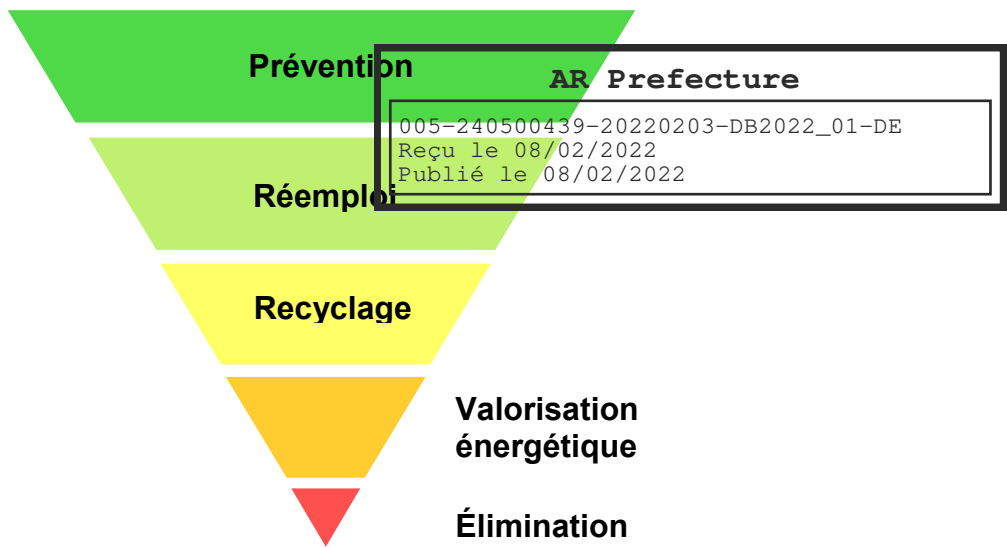 Prévention
AR Prefecture
005-240500439-20220203-DB2022_01-DE
Reçu le 08/02/2022
Publié le 08/02/2022
Réemploi
Recyclage
Valorisation
énergétique
Élimination